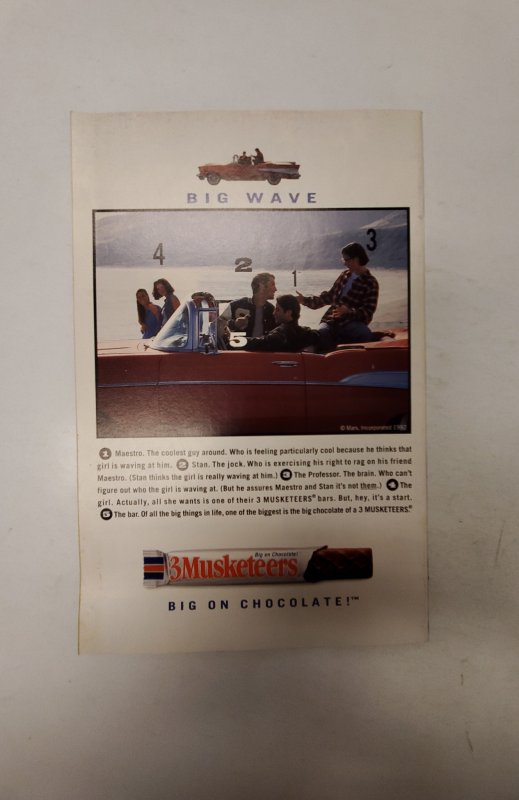 BIG WAVE
4
2
1
3
5
© Mars, Incorporated 1992
1 Maestro. The coolest guy around. Who is feeling particularly cool because he thinks that
girl is waving at him. 2 Stan. The jock. Who is exercising his right to rag on his friend
Maestro. (Stan thinks the girl is really waving at him.) 3 The Professor. The brain. Who can't
figure out who the girl is waving at. (But he assures Maestro and Stan it's not them.) 4 The
girl. Actually, all she wants is one of their 3 MUSKETEERS® bars. But, hey, it's a start.
5 The bar. Of all the big things in life, one of the biggest is the big chocolate of a 3 MUSKETEERS.®
Big on Chocolate!
3Musketeers
BIG ON CHOCOLATE!™